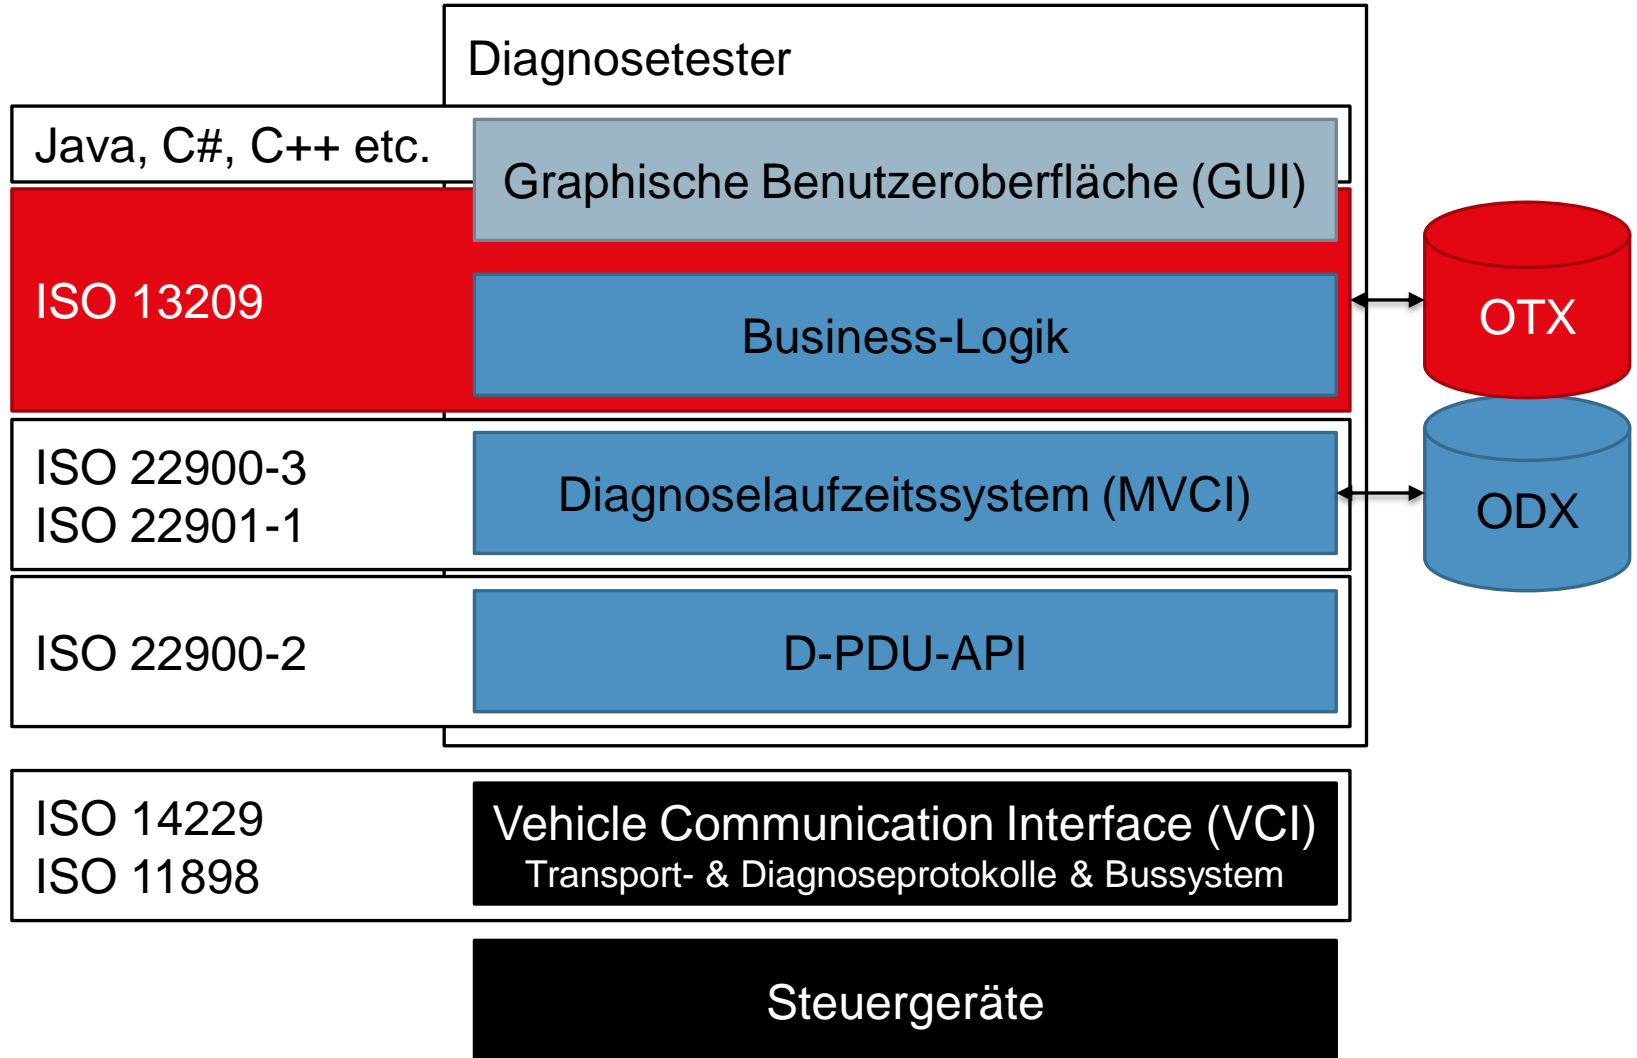 Diagnosetester
Java, C#, C++ etc.
Graphische Benutzeroberfläche (GUI)
ISO 13209
Business-Logik
OTX
ISO 22900-3
ISO 22901-1
Diagnoselaufzeitssystem (MVCI)
ODX
ISO 22900-2
D-PDU-API
ISO 14229
ISO 11898
Vehicle Communication Interface (VCI)
Transport- & Diagnoseprotokolle & Bussystem
Steuergeräte